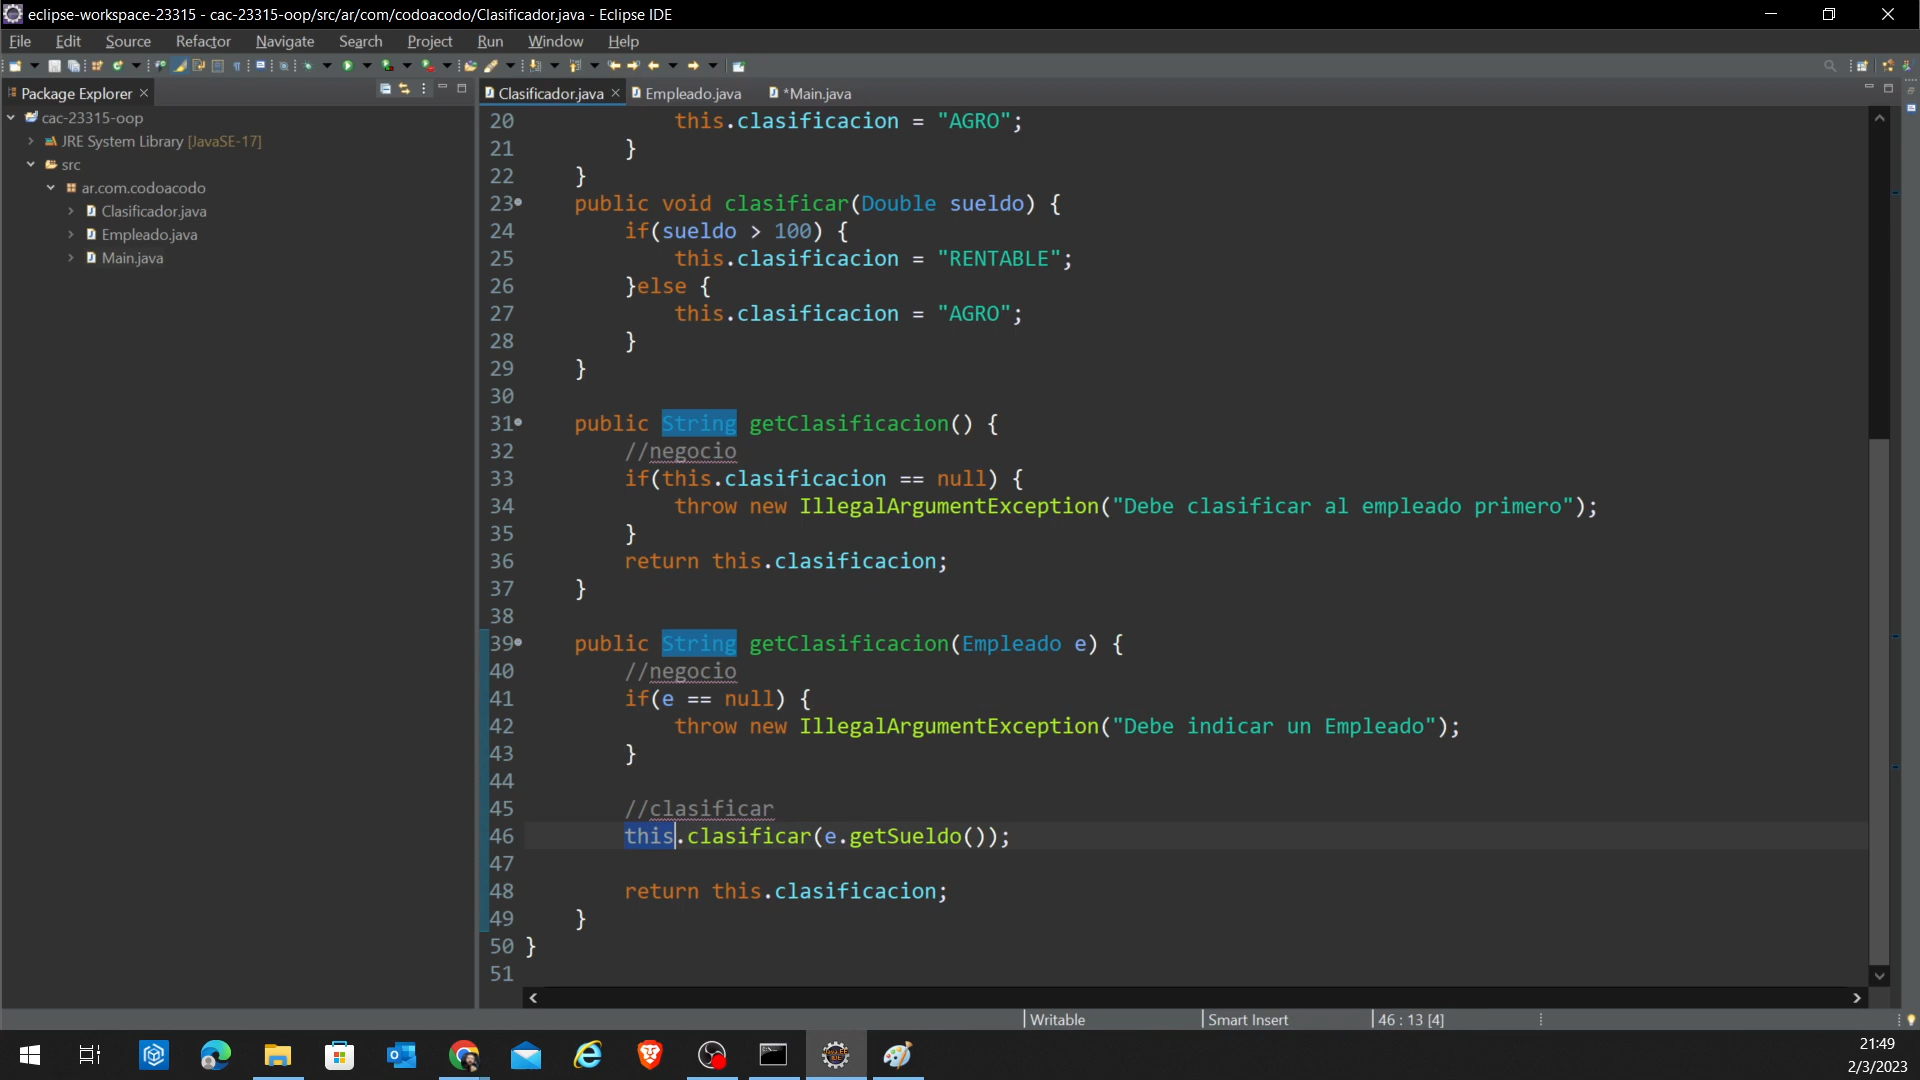 eclipse-workspace-23315 - cac-23315-oop/src/ar/com/codoacodo/Clasificador.java - Eclipse IDE
File Edit Source Refactor Navigate Search Project Run Window Help
Package Explorer
cac-23315-oop
JRE System Library [JavaSE-17]
src
ar.com.codoacodo
Clasificador.java
Empleado.java
Main.java
Clasificador.java Empleado.java *Main.java
20 this.clasificacion = "AGRO";
21 }
22 }
23 public void clasificar(Double sueldo) {
24 if(sueldo > 100) {
25 this.clasificacion = "RENTABLE";
26 }else {
27 this.clasificacion = "AGRO";
28 }
29 }
30
31 public String getClasificacion() {
32 //negocio
33 if(this.clasificacion == null) {
34 throw new IllegalArgumentException("Debe clasificar al empleado primero");
35 }
36 return this.clasificacion;
37 }
38
39 public String getClasificacion(Empleado e) {
40 //negocio
41 if(e == null) {
42 throw new IllegalArgumentException("Debe indicar un Empleado");
43 }
44
45 //clasificar
46 this.clasificar(e.getSueldo());
47
48 return this.clasificacion;
49 }
50 }
51
Writable Smart Insert 46 : 13 [4]
21:49
2/3/2023